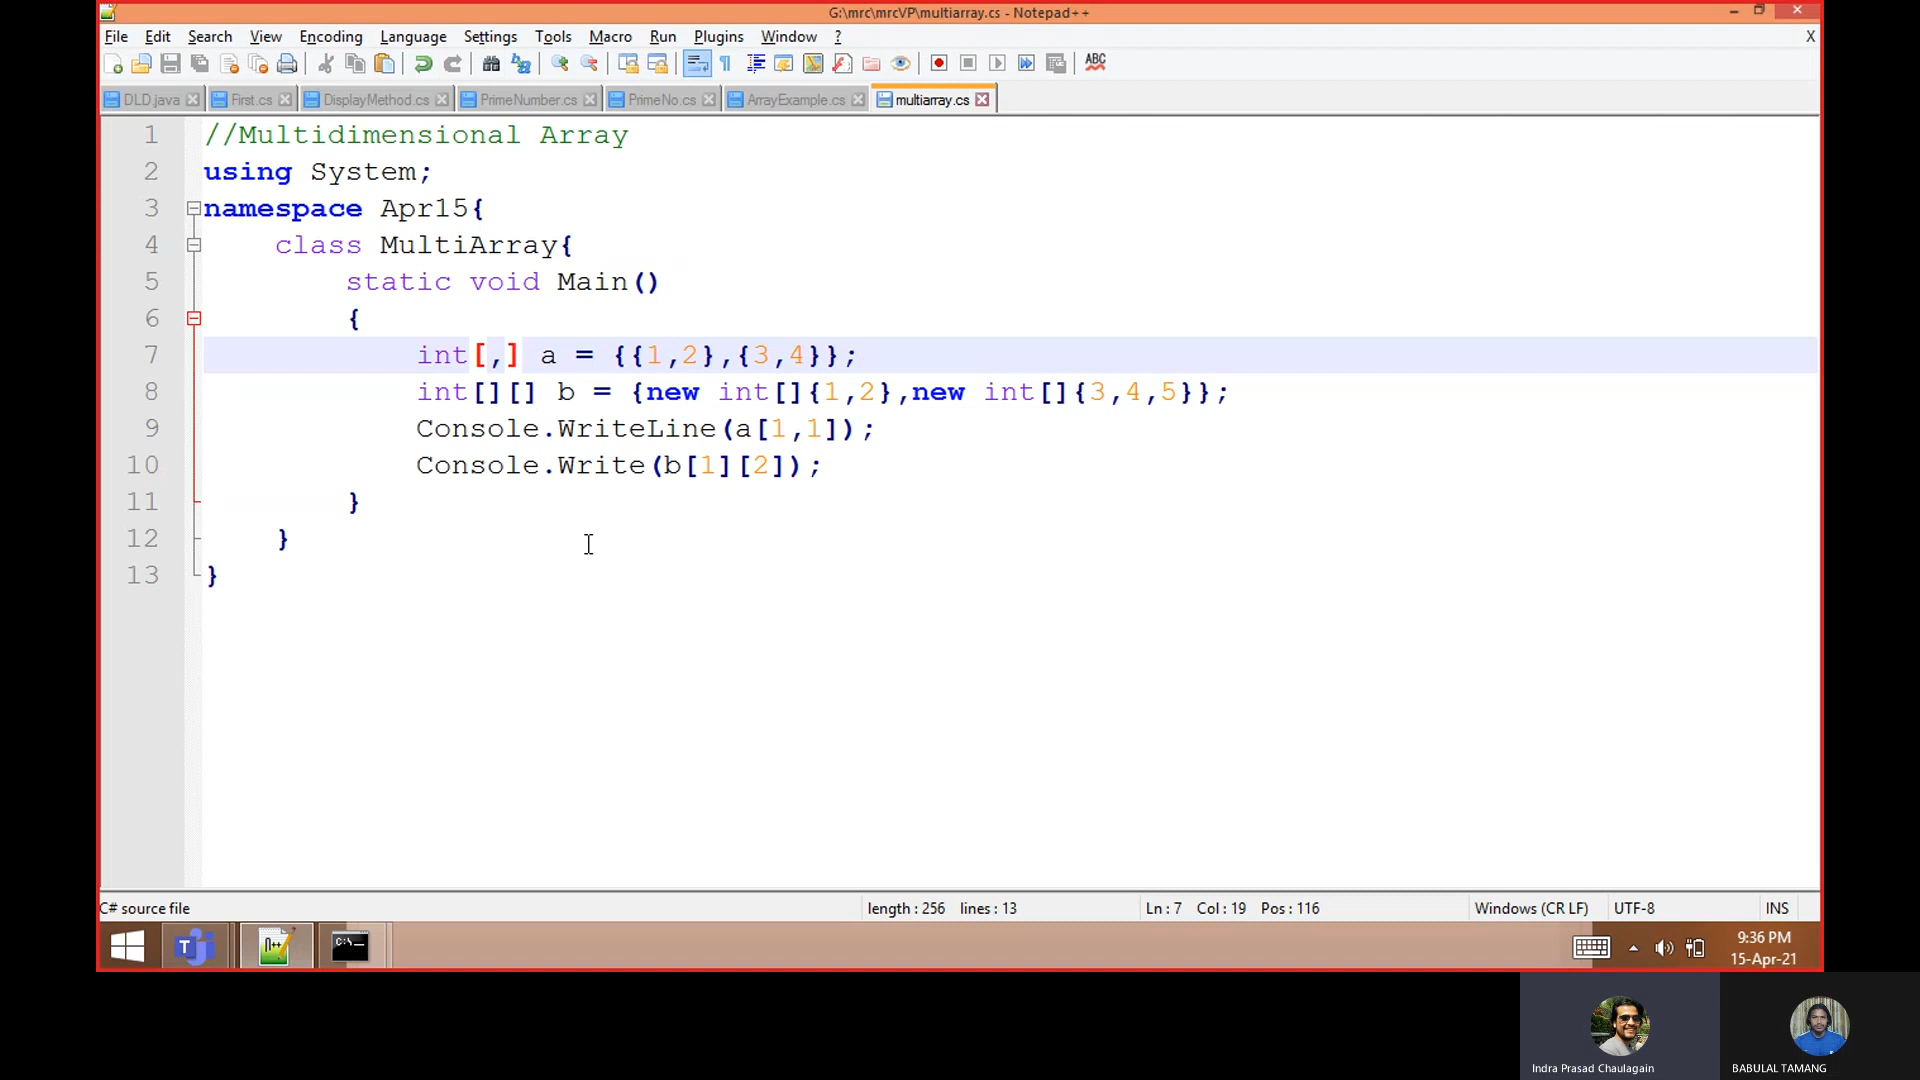 G:\mrc\mrcVP\multiarray.cs - Notepad++
File Edit Search View Encoding Language Settings Tools Macro Run Plugins Window ? X
ABC
DLD.java First.cs DisplayMethod.cs PrimeNumber.cs PrimeNo.cs ArrayExample.cs multiarray.cs
1 //Multidimensional Array
2 using System;
3 namespace Apr15{
4 class MultiArray{
5 static void Main()
6 {
7 int[,] a = {{1,2},{3,4}};
8 int[][] b = {new int[]{1,2},new int[]{3,4,5}};
9 Console.WriteLine(a[1,1]);
10 Console.Write(b[1][2]);
11 }
12 }
13 }
C# source file length : 256 lines : 13 Ln : 7 Col : 19 Pos : 116 Windows (CR LF) UTF-8 INS
9:36 PM
15-Apr-21
Indra Prasad Chaulagain BABULAL TAMANG